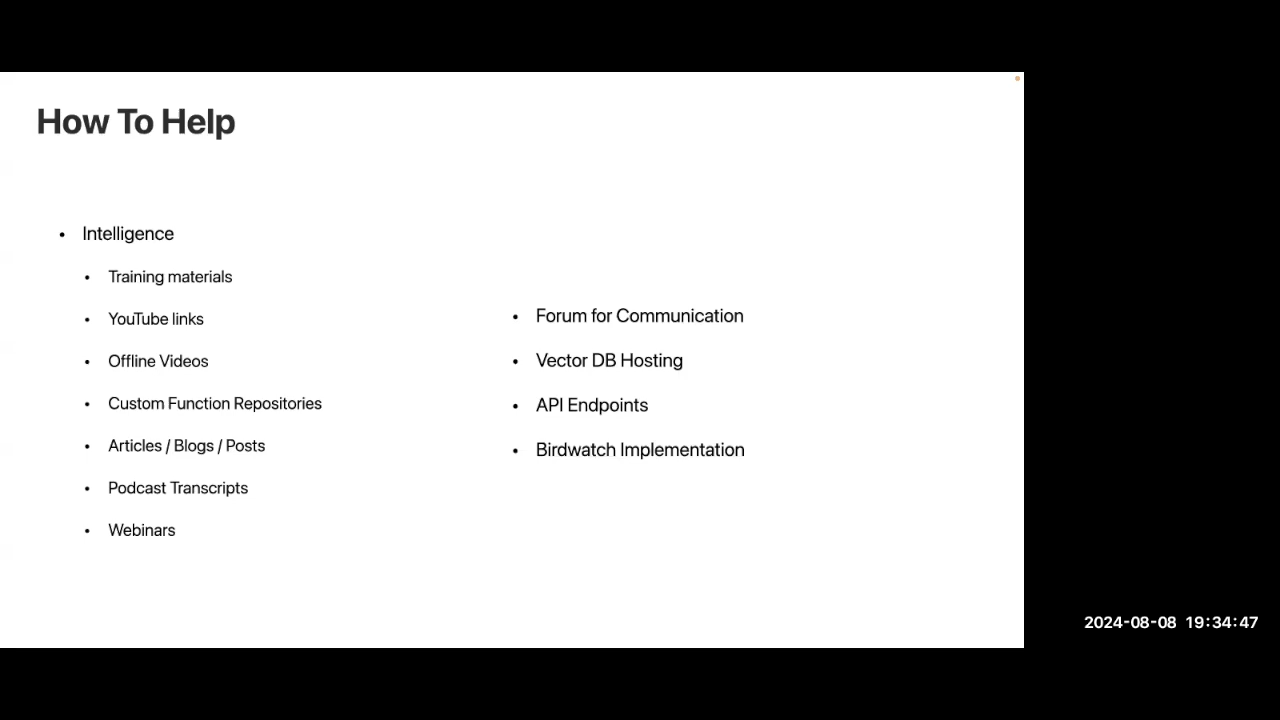 How To Help
• Intelligence
• Training materials
• YouTube links
• Offline Videos
• Custom Function Repositories
• Articles / Blogs / Posts
• Podcast Transcripts
• Webinars
• Forum for Communication
• Vector DB Hosting
• API Endpoints
• Birdwatch Implementation
2024-08-08 19:34:47